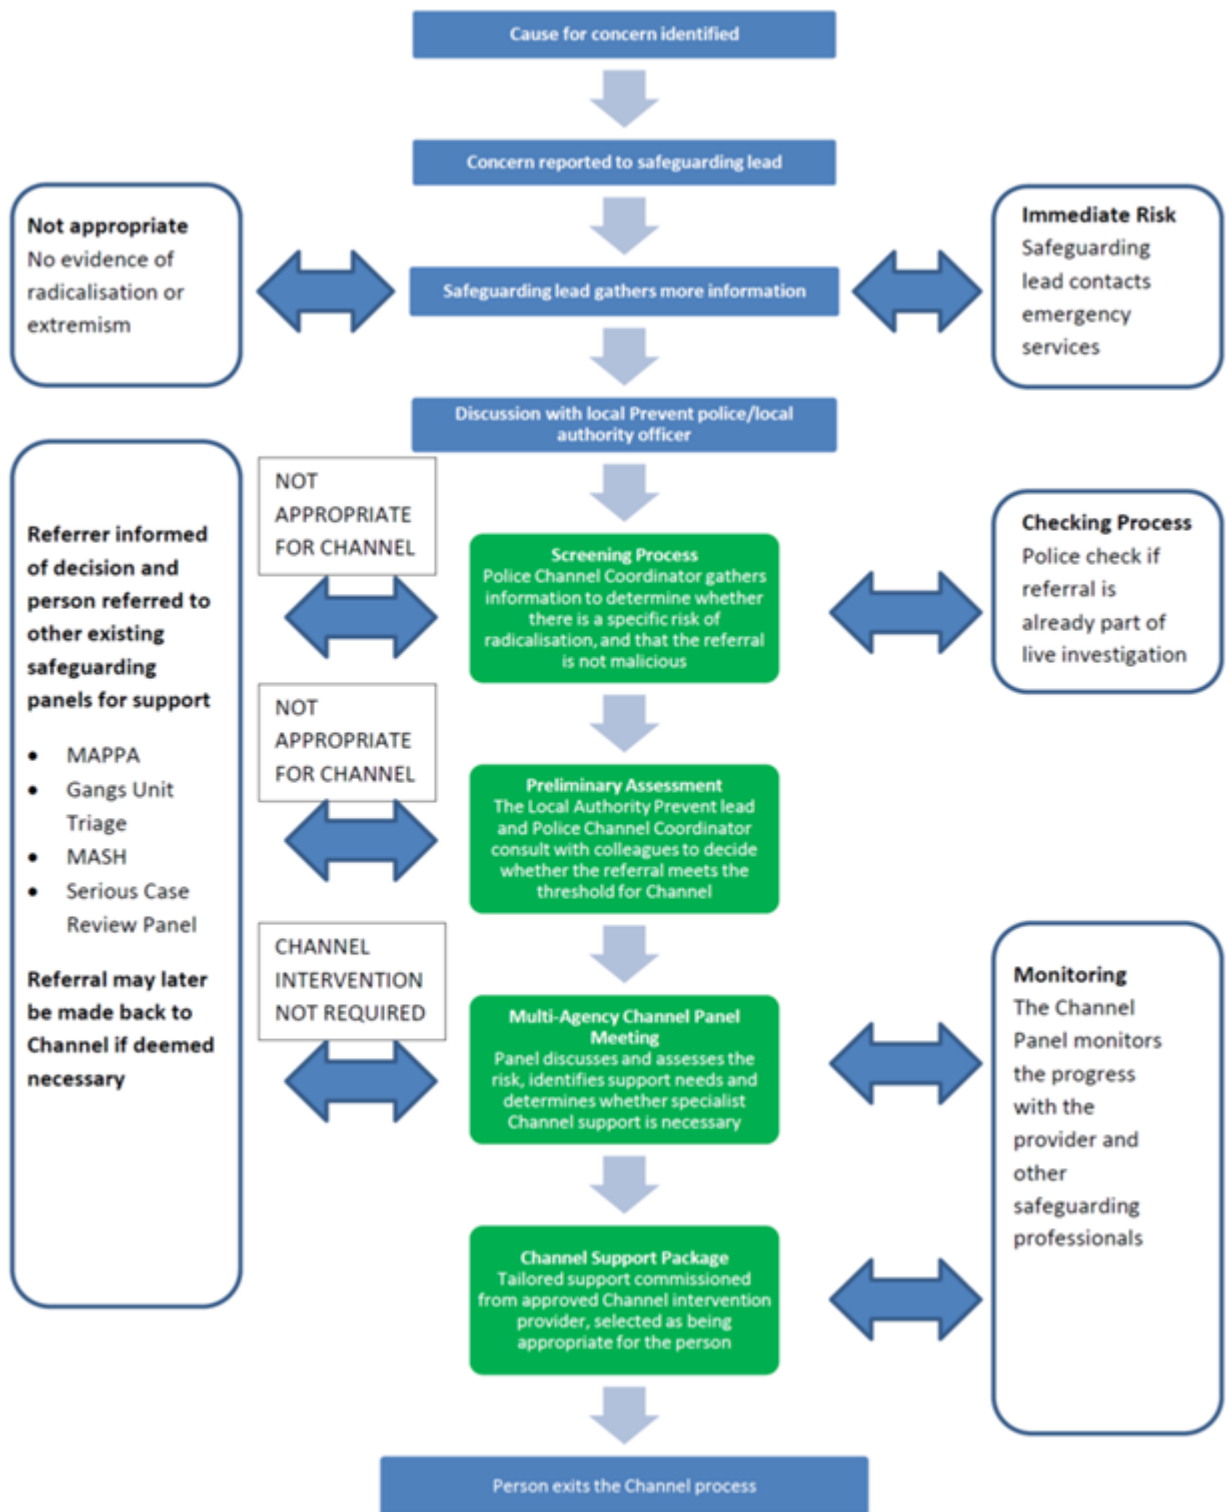 Cause for concern identified
Concern reported to safeguarding lead
Not appropriate
No evidence of
radicalisation or
extremism
Safeguarding lead gathers more information
Immediate Risk
Safeguarding
lead contacts
emergency
services
Discussion with local Prevent police/local
authority officer
Referrer informed
of decision and
person referred to
other existing
safeguarding
panels for support
• MAPPA
• Gangs Unit
Triage
• MASH
• Serious Case
Review Panel
Referral may later
be made back to
Channel if deemed
necessary
NOT
APPROPRIATE
FOR CHANNEL
Screening Process
Police Channel Coordinator gathers
information to determine whether
there is a specific risk of
radicalisation, and that the referral
is not malicious
Checking Process
Police check if
referral is
already part of
live investigation
NOT
APPROPRIATE
FOR CHANNEL
Preliminary Assessment
The Local Authority Prevent lead
and Police Channel Coordinator
consult with colleagues to decide
whether the referral meets the
threshold for Channel
CHANNEL
INTERVENTION
NOT REQUIRED
Multi-Agency Channel Panel
Meeting
Panel discusses and assesses the
risk, identifies support needs and
determines whether specialist
Channel support is necessary
Monitoring
The Channel
Panel monitors
the progress
with the
provider and
other
safeguarding
professionals
Channel Support Package
Tailored support commissioned
from approved Channel intervention
provider, selected as being
appropriate for the person
Person exits the Channel process